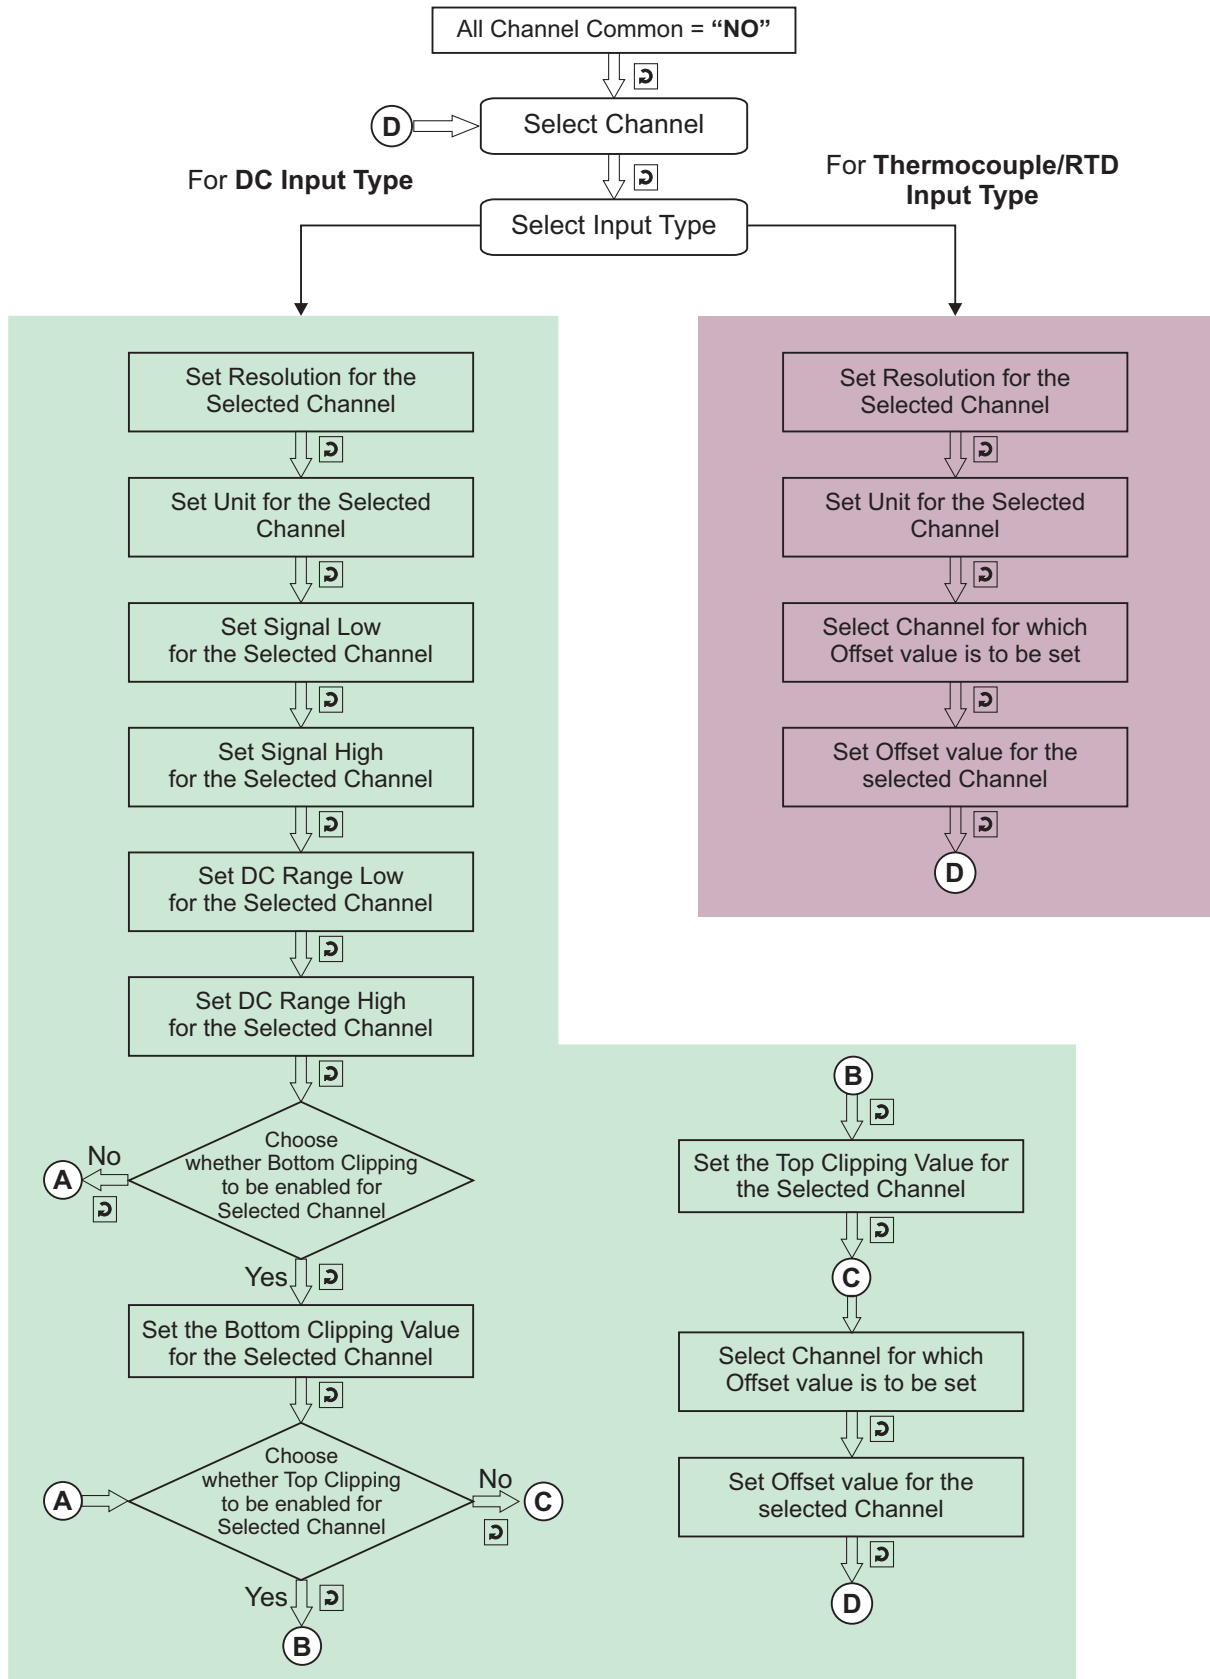 All Channel Common = “NO”
D
Select Channel
For DC Input Type
For Thermocouple/RTD
Input Type
Select Input Type
Set Resolution for the
Selected Channel
Set Unit for the Selected
Channel
Set Signal Low
for the Selected Channel
Set Signal High
for the Selected Channel
Set DC Range Low
for the Selected Channel
Set DC Range High
for the Selected Channel
Choose
whether Bottom Clipping
to be enabled for
Selected Channel
No
A
Yes
Set the Bottom Clipping Value
for the Selected Channel
A
Choose
whether Top Clipping
to be enabled for
Selected Channel
No
C
Yes
B
Set Resolution for the
Selected Channel
Set Unit for the Selected
Channel
Select Channel for which
Offset value is to be set
Set Offset value for the
selected Channel
D
B
Set the Top Clipping Value for
the Selected Channel
C
Select Channel for which
Offset value is to be set
Set Offset value for the
selected Channel
D